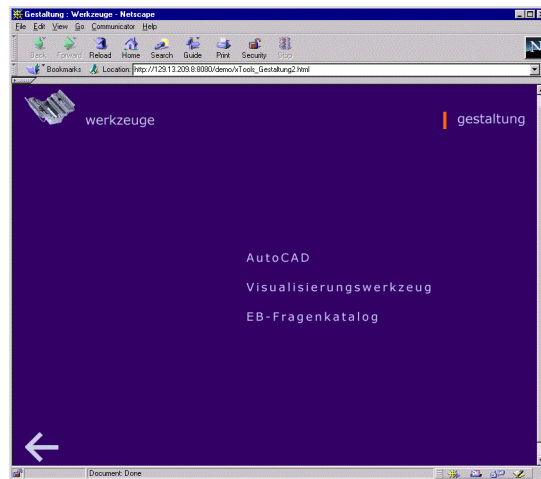 Gestaltung : Werkzeuge - Netscape
File Edit View Go Communicator Help
Back Forward Reload Home Search Guide Print Security Stop
Bookmarks Location: http://129.13.209.8:8080/demo/xTools_Gestaltung2.html
N
werkzeuge
gestaltung
AutoCAD
Visualisierungswerkzeug
EB-Fragenkatalog
Document: Done